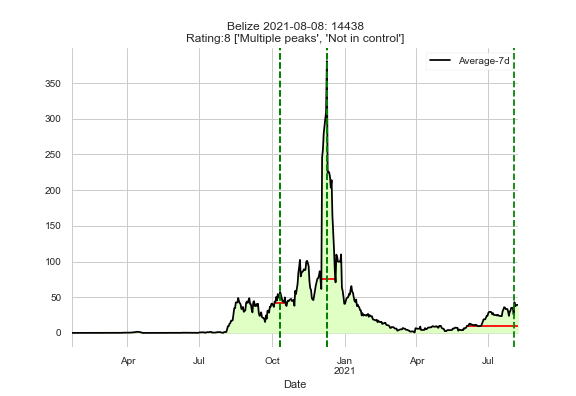 Belize 2021-08-08: 14438
Rating:8 ['Multiple peaks', 'Not in control']
Average-7d
350
300
250
200
150
100
50
0
Apr Jul Oct Jan Apr Jul
2021
Date